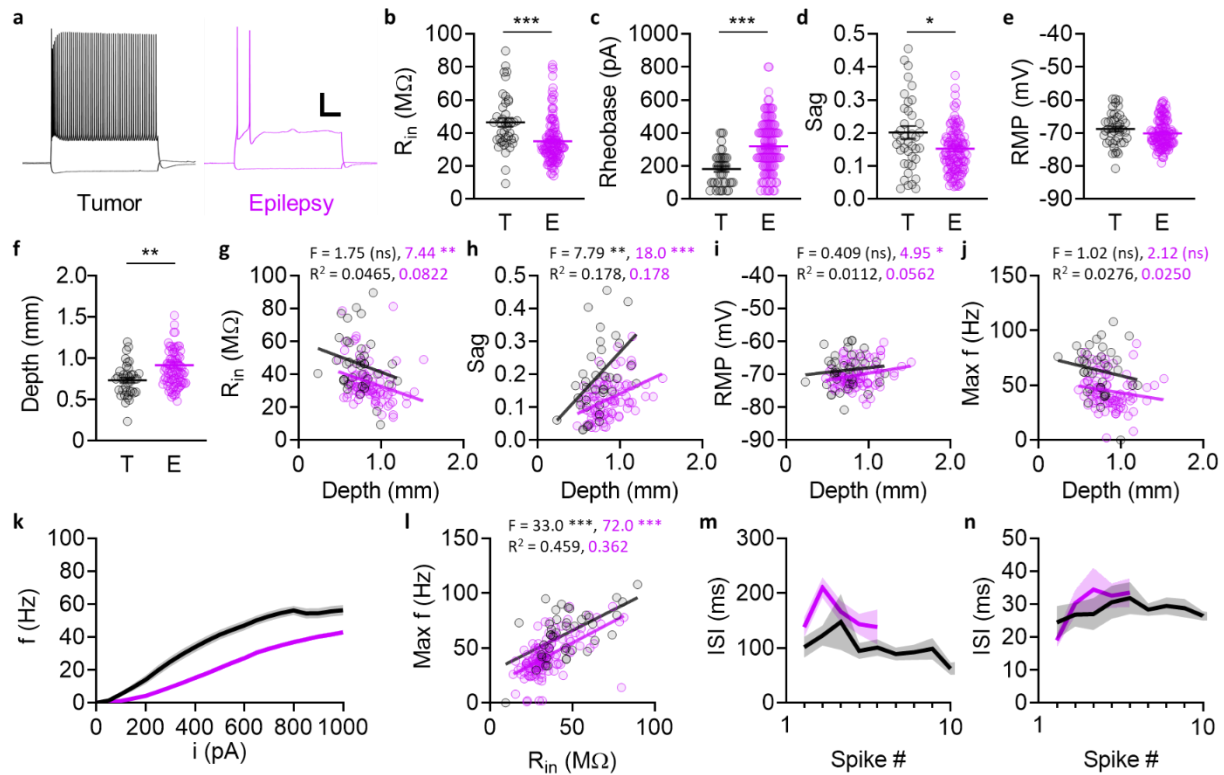 a
Tumor
Epilepsy
b
***
Rin (MΩ)
100
80
60
40
20
0
T E
c
***
Rheobase (pA)
1000
800
600
400
200
0
T E
d
*
Sag
0.5
0.4
0.3
0.2
0.1
0.0
T E
e
RMP (mV)
-40
-50
-60
-70
-80
-90
T E
f
**
Depth (mm)
2.0
1.5
1.0
0.5
0.0
T E
g
F = 1.75 (ns), 7.44 **
R² = 0.0465, 0.0822
Rin (MΩ)
100
80
60
40
20
0
0 1.0 2.0
Depth (mm)
h
F = 7.79 **, 18.0 ***
R² = 0.178, 0.178
Sag
0.5
0.4
0.3
0.2
0.1
0.0
0 1.0 2.0
Depth (mm)
i
F = 0.409 (ns), 4.95 *
R² = 0.0112, 0.0562
RMP (mV)
-40
-50
-60
-70
-80
-90
0 1.0 2.0
Depth (mm)
j
F = 1.02 (ns), 2.12 (ns)
R² = 0.0276, 0.0250
Max f (Hz)
150
100
50
0
0 1.0 2.0
Depth (mm)
k
f (Hz)
80
60
40
20
0
0 200 400 600 800 1000
i (pA)
l
F = 33.0 ***, 72.0 ***
R² = 0.459, 0.362
Max f (Hz)
150
100
50
0
0 50 100
Rin (MΩ)
m
ISI (ms)
300
200
100
0
1 10
Spike #
n
ISI (ms)
50
40
30
20
10
0
1 10
Spike #